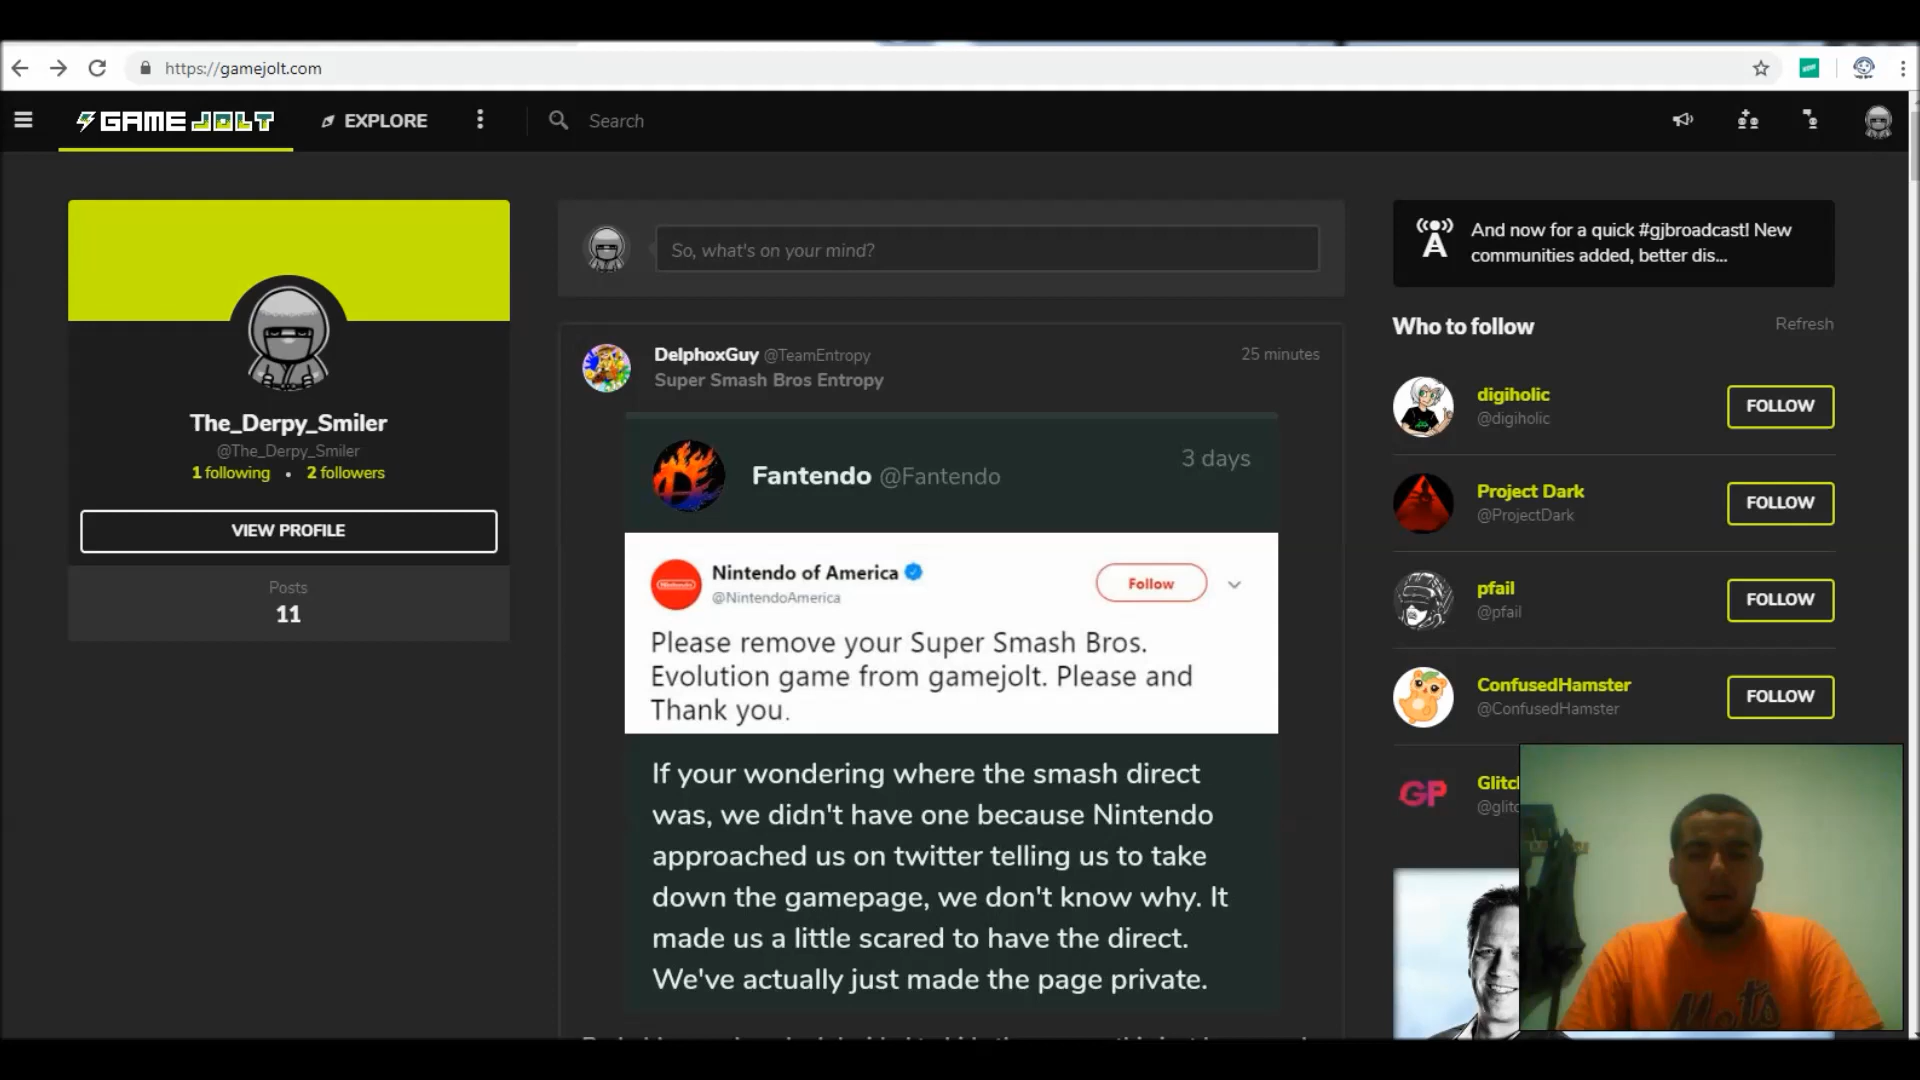 https://gamejolt.com
GAME JOLT
EXPLORE
Search
The_Derpy_Smiler
@The_Derpy_Smiler
1 following • 2 followers
VIEW PROFILE
Posts
11
So, what's on your mind?
DelphoxGuy @TeamEntropy
25 minutes
Super Smash Bros Entropy
Fantendo @Fantendo
3 days
Nintendo
Nintendo of America
@NintendoAmerica
Follow
Please remove your Super Smash Bros.
Evolution game from gamejolt. Please and
Thank you.
If your wondering where the smash direct
was, we didn't have one because Nintendo
approached us on twitter telling us to take
down the gamepage, we don't know why. It
made us a little scared to have the direct.
We've actually just made the page private.
And now for a quick #gjbroadcast! New
communities added, better dis...
Who to follow
Refresh
digiholic
@digiholic
FOLLOW
Project Dark
@ProjectDark
FOLLOW
pfail
@pfail
FOLLOW
ConfusedHamster
@ConfusedHamster
FOLLOW
GP
Mets